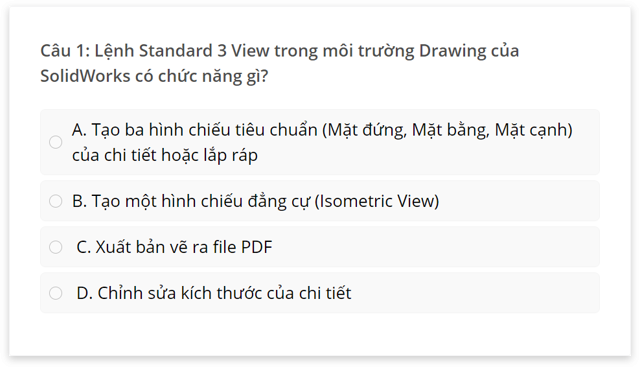 Câu 1: Lệnh Standard 3 View trong môi trường Drawing của
SolidWorks có chức năng gì?
A. Tạo ba hình chiếu tiêu chuẩn (Mặt đứng, Mặt bằng, Mặt cạnh)
của chi tiết hoặc lắp ráp
B. Tạo một hình chiếu đẳng cự (Isometric View)
C. Xuất bản vẽ ra file PDF
D. Chỉnh sửa kích thước của chi tiết